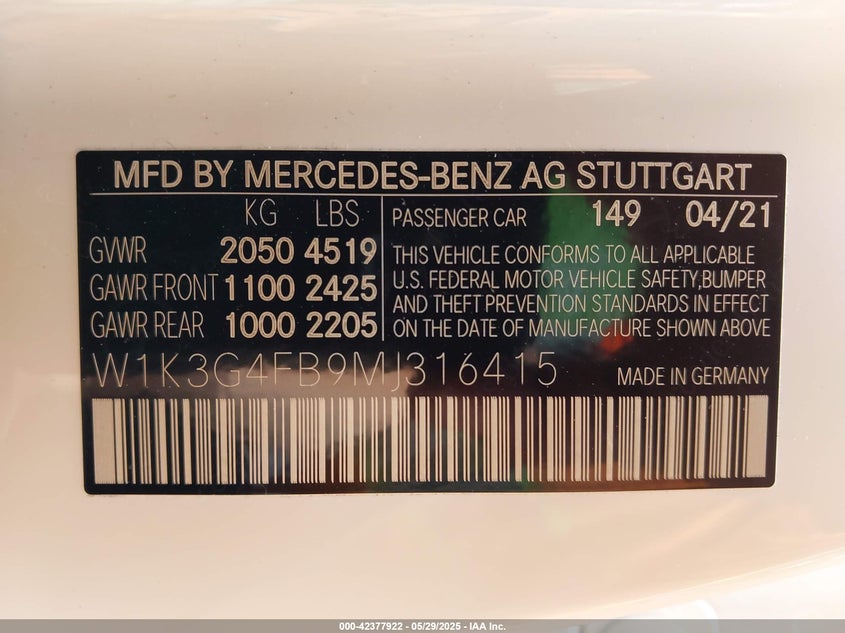 MFD BY MERCEDES-BENZ AG STUTTGART
KG LBS
GVWR 2050 4519
GAWR FRONT 1100 2425
GAWR REAR 1000 2205
PASSENGER CAR 149 04/21
THIS VEHICLE CONFORMS TO ALL APPLICABLE
U.S. FEDERAL MOTOR VEHICLE SAFETY,BUMPER
AND THEFT PREVENTION STANDARDS IN EFFECT
ON THE DATE OF MANUFACTURE SHOWN ABOVE
W1K3G4FB9MJ316415 MADE IN GERMANY
000-42377922 — 05/29/2025 — IAA Inc.